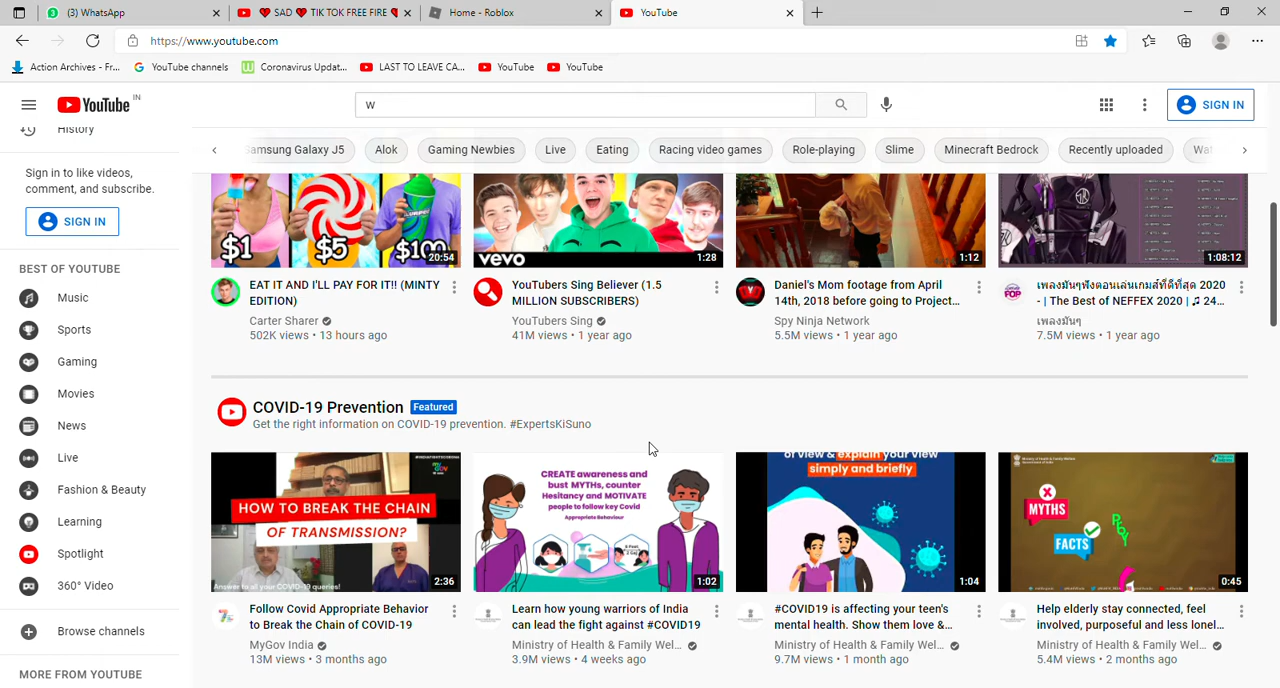 (3) WhatsApp
SAD TIK TOK FREE FIRE
Home - Roblox
YouTube
https://www.youtube.com
Action Archives - Fr...
YouTube channels
Coronavirus Updat...
LAST TO LEAVE CA...
YouTube
YouTube
YouTube IN
w
SIGN IN
History
Samsung Galaxy J5
Alok
Gaming Newbies
Live
Eating
Racing video games
Role-playing
Slime
Minecraft Bedrock
Recently uploaded
Sign in to like videos,
comment, and subscribe.
SIGN IN
$1 $5 $100
20:54
vevo
1:28
1:12
1:08:12
EAT IT AND I'LL PAY FOR IT!! (MINTY
EDITION)
Carter Sharer
502K views • 13 hours ago
YouTubers Sing Believer (1.5
MILLION SUBSCRIBERS)
YouTubers Sing
41M views • 1 year ago
Daniel's Mom footage from April
14th, 2018 before going to Project...
Spy Ninja Network
5.5M views • 1 year ago
POP
เพลงมันๆฟังตอนเล่นเกมส์ที่ดีที่สุด 2020
- | The Best of NEFFEX 2020 | ♫ 24...
เพลงมันๆ
7.5M views • 1 year ago
BEST OF YOUTUBE
Music
Sports
Gaming
Movies
News
Live
Fashion & Beauty
Learning
Spotlight
360° Video
Browse channels
MORE FROM YOUTUBE
COVID-19 Prevention Featured
Get the right information on COVID-19 prevention. #ExpertsKiSuno
HOW TO BREAK THE CHAIN
OF TRANSMISSION?
Answer to all your COVID-19 queries!
2:36
CREATE awareness and
bust MYTHs, counter
Hesitancy and MOTIVATE
people to follow key Covid
Appropriate Behaviour
1:02
of view & explain your view
simply and briefly
1:04
MYTHS
FACTS
0:45
Follow Covid Appropriate Behavior
to Break the Chain of COVID-19
MyGov India
13M views • 3 months ago
Learn how young warriors of India
can lead the fight against #COVID19
Ministry of Health & Family Wel...
3.9M views • 4 weeks ago
#COVID19 is affecting your teen's
mental health. Show them love &...
Ministry of Health & Family Wel...
9.7M views • 1 month ago
Help elderly stay connected, feel
involved, purposeful and less lonel...
Ministry of Health & Family Wel...
5.4M views • 2 months ago